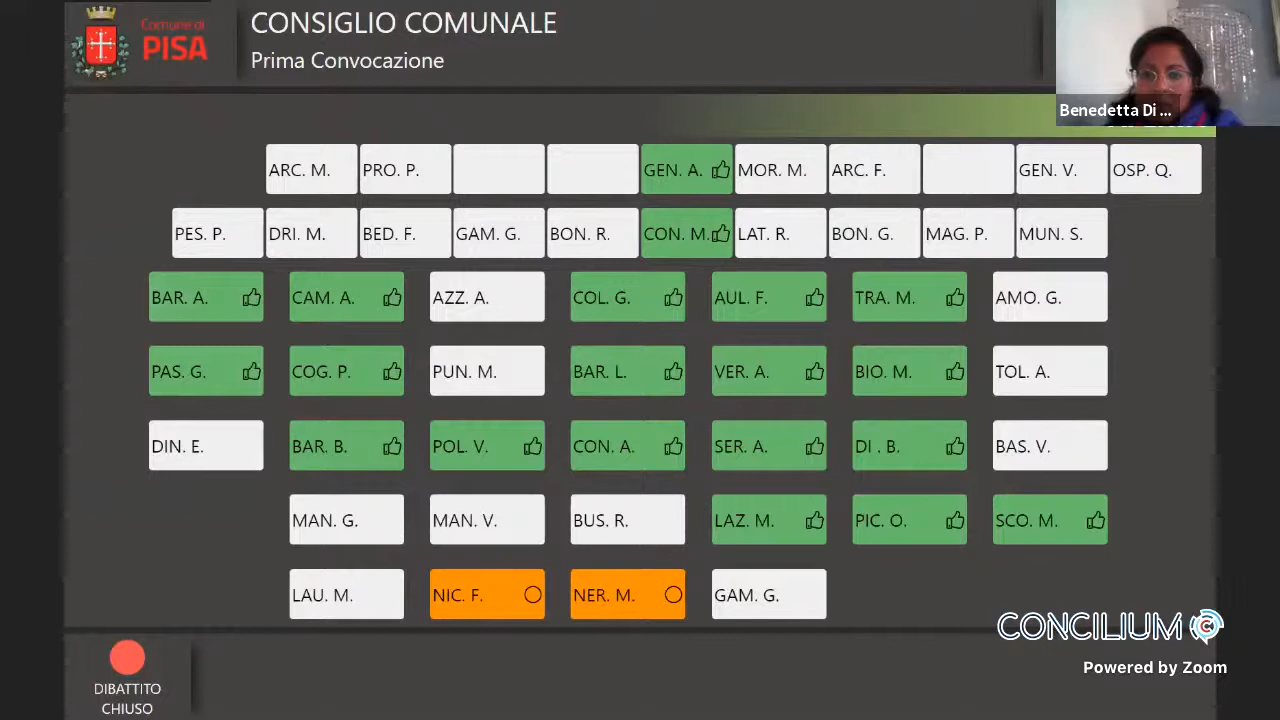 Comune di
PISA
CONSIGLIO COMUNALE
Prima Convocazione
Benedetta Di ...
ARC. M. PRO. P. GEN. A. MOR. M. ARC. F. GEN. V. OSP. Q.
PES. P. DRI. M. BED. F. GAM. G. BON. R. CON. M. LAT. R. BON. G. MAG. P. MUN. S.
BAR. A. CAM. A. AZZ. A. COL. G. AUL. F. TRA. M. AMO. G.
PAS. G. COG. P. PUN. M. BAR. L. VER. A. BIO. M. TOL. A.
DIN. E. BAR. B. POL. V. CON. A. SER. A. DI . B. BAS. V.
MAN. G. MAN. V. BUS. R. LAZ. M. PIC. O. SCO. M.
LAU. M. NIC. F. NER. M. GAM. G.
CONCILIUM
Powered by Zoom
DIBATTITO
CHIUSO